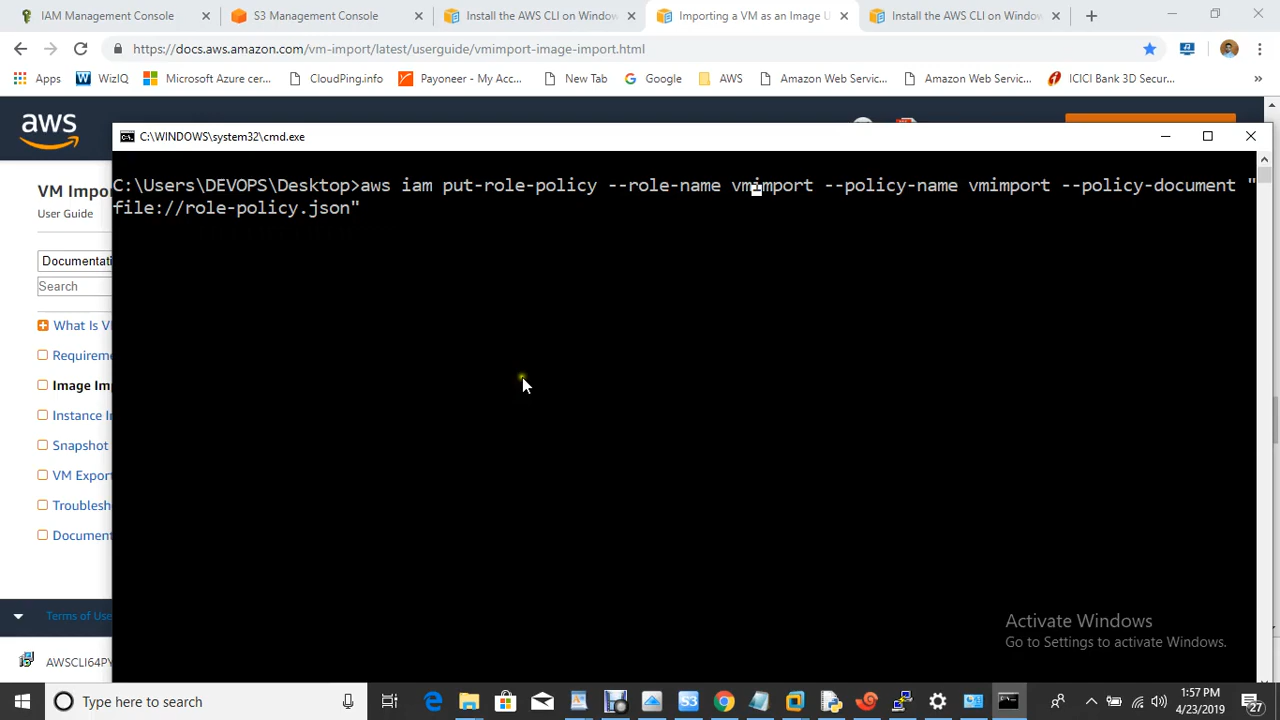 IAM Management Console
S3 Management Console
Install the AWS CLI on Window
Importing a VM as an Image U
Install the AWS CLI on Window
https://docs.aws.amazon.com/vm-import/latest/userguide/vmimport-image-import.html
Apps
WizIQ
Microsoft Azure cer...
CloudPing.info
Payoneer - My Acc...
New Tab
Google
AWS
Amazon Web Servic...
Amazon Web Servic...
ICICI Bank 3D Secur...
»
aws
C:\WINDOWS\system32\cmd.exe
C:\Users\DEVOPS\Desktop>aws iam put-role-policy --role-name vmimport --policy-name vmimport --policy-document "
file://role-policy.json"
VM Impor
User Guide
Documentati
Search
What Is V
Requireme
Image Im
Instance I
Snapshot
VM Export
Troublesh
Document
Terms of Use
AWSCLI64PY
Activate Windows
Go to Settings to activate Windows.
Type here to search
1:57 PM
4/23/2019
27